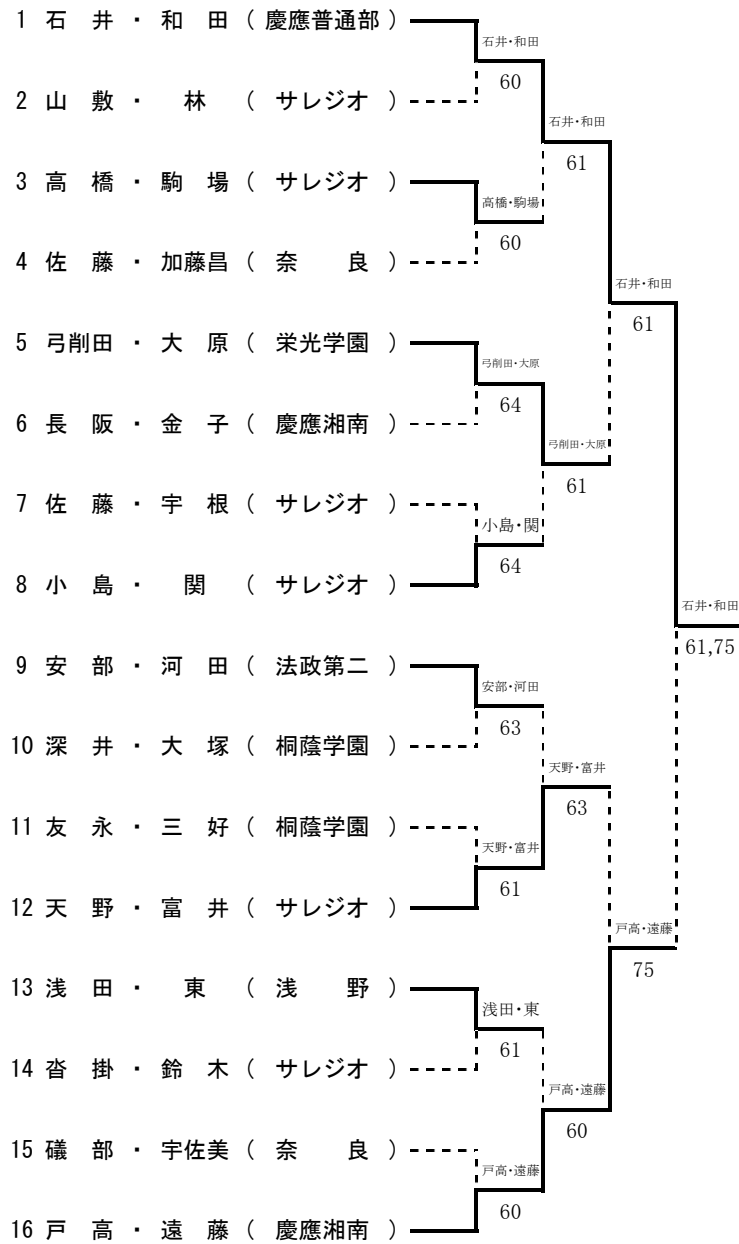 1 石 井 ・ 和 田 ( 慶應普通部 )
石井・和田
60
2 山 敷 ・ 林 ( サレジオ )
石井・和田
61
3 高 橋 ・ 駒 場 ( サレジオ )
高橋・駒場
60
4 佐 藤 ・ 加藤昌 ( 奈 良 )
石井・和田
61
5 弓削田 ・ 大 原 ( 栄光学園 )
弓削田・大原
64
6 長 阪 ・ 金 子 ( 慶應湘南 )
弓削田・大原
61
7 佐 藤 ・ 宇 根 ( サレジオ )
小島・関
64
8 小 島 ・ 関 ( サレジオ )
石井・和田
61,75
9 安 部 ・ 河 田 ( 法政第二 )
安部・河田
63
10 深 井 ・ 大 塚 ( 桐蔭学園 )
天野・富井
63
11 友 永 ・ 三 好 ( 桐蔭学園 )
天野・富井
61
12 天 野 ・ 富 井 ( サレジオ )
戸高・遠藤
75
13 浅 田 ・ 東 ( 浅 野 )
浅田・東
61
14 沓 掛 ・ 鈴 木 ( サレジオ )
戸高・遠藤
60
15 礒 部 ・ 宇佐美 ( 奈 良 )
戸高・遠藤
60
16 戸 高 ・ 遠 藤 ( 慶應湘南 )